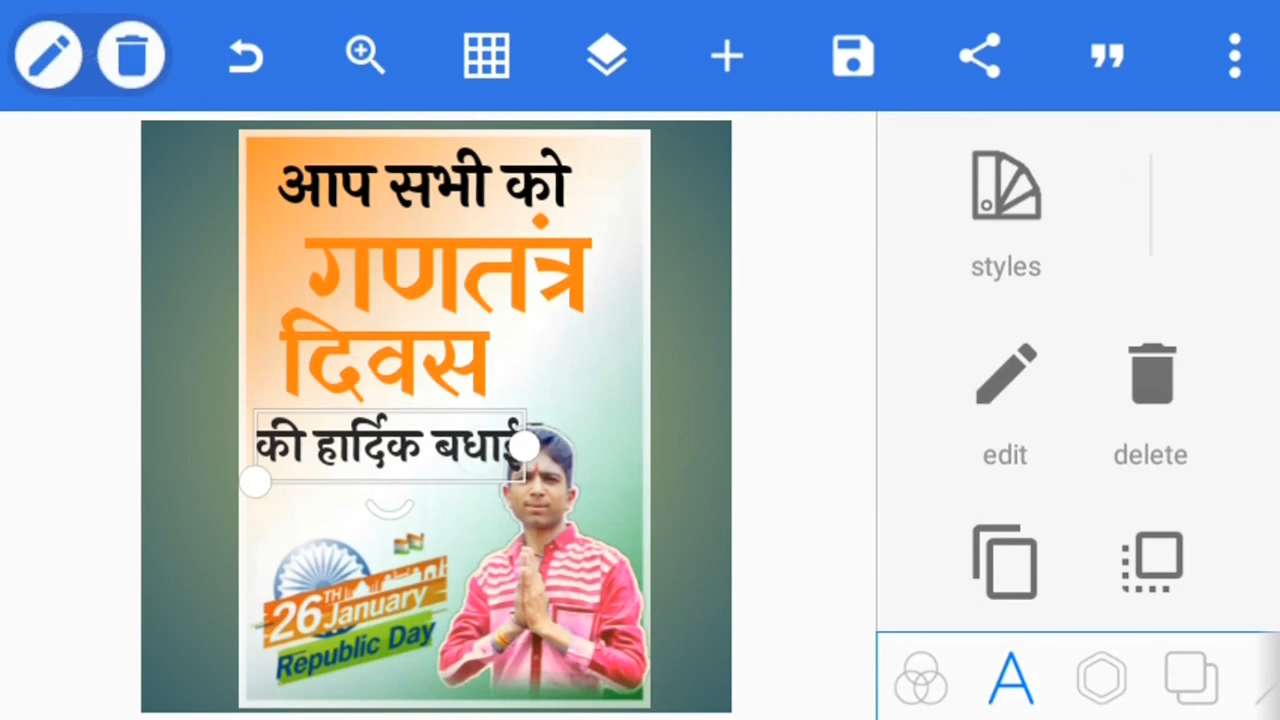 styles
edit
delete
आप सभी को
गणतंत्र
दिवस
की हार्दिक बधाई
26TH January
Republic Day